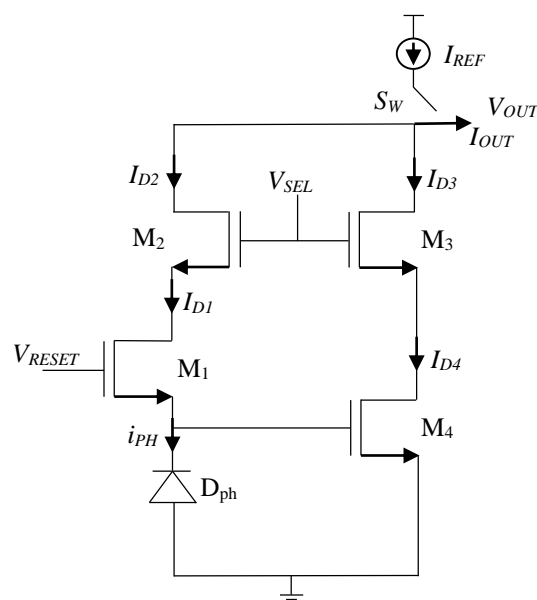 I_REF
S_W
V_OUT
I_OUT
I_D2
V_SEL
I_D3
M_2
M_3
I_D1
V_RESET
M_1
I_D4
i_PH
M_4
D_ph